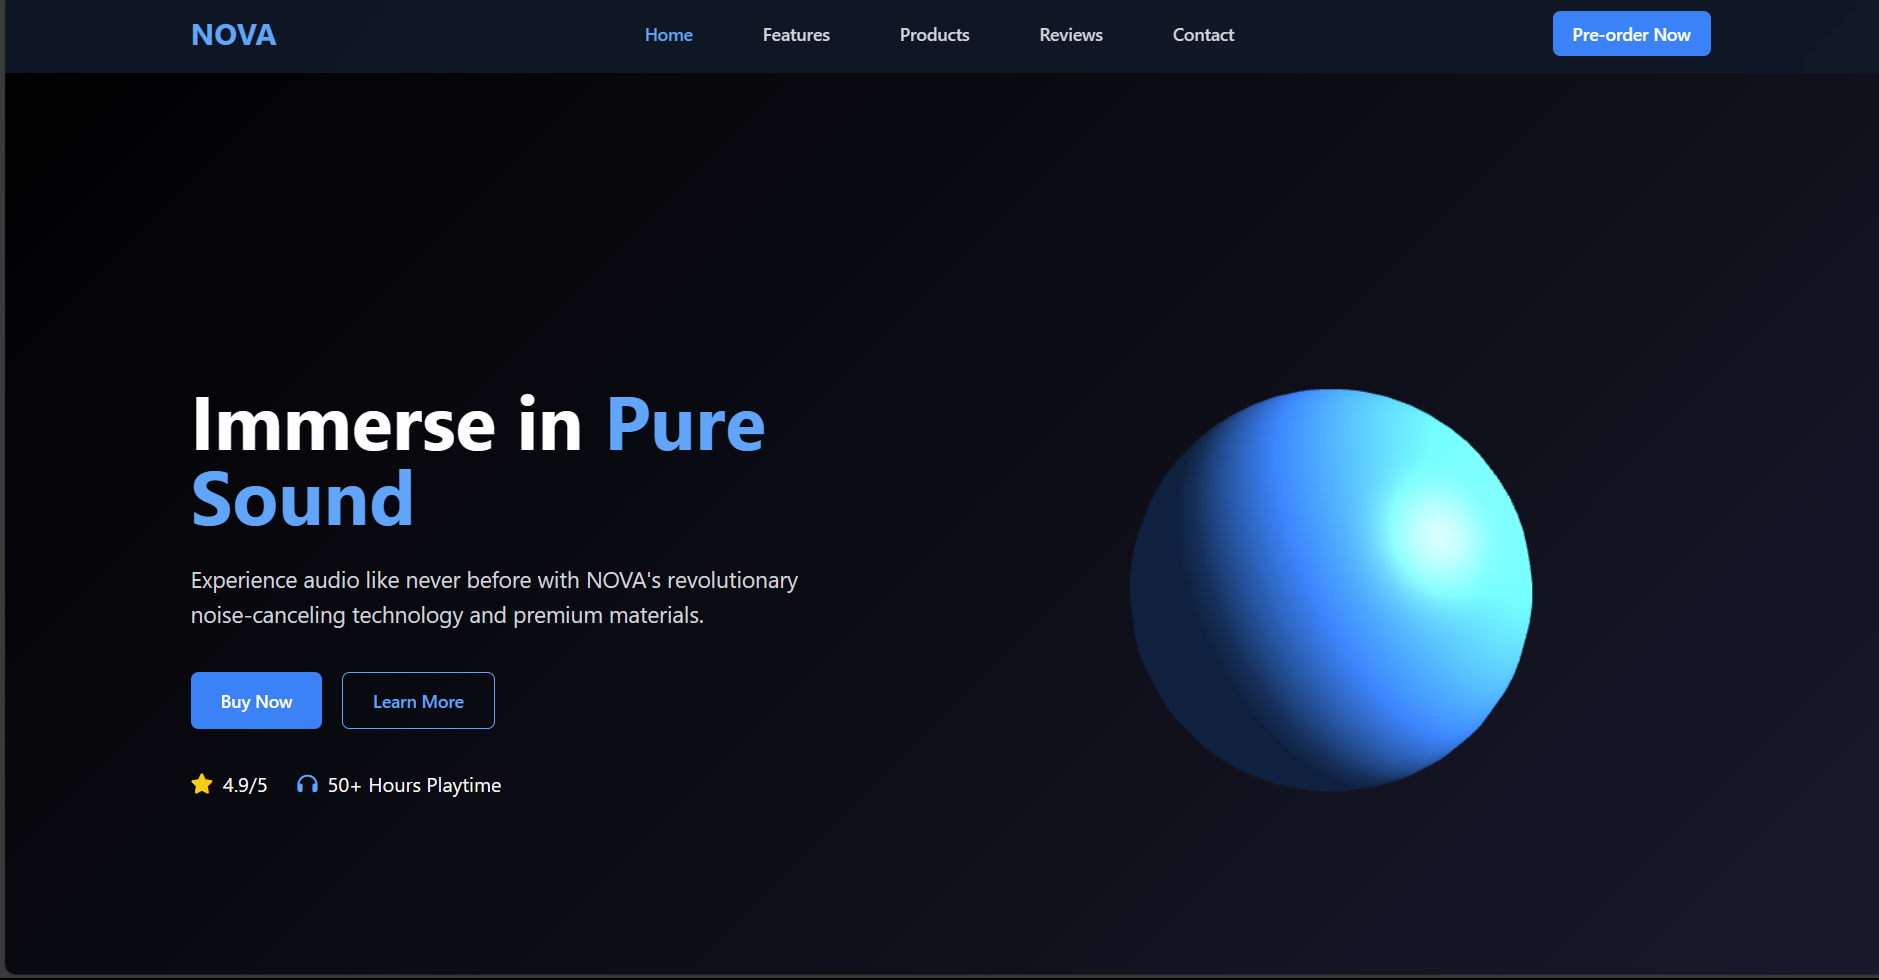 NOVA
Home
Features
Products
Reviews
Contact
Pre-order Now
Immerse in Pure
Sound
Experience audio like never before with NOVA's revolutionary
noise-canceling technology and premium materials.
Buy Now
Learn More
4.9/5
50+ Hours Playtime